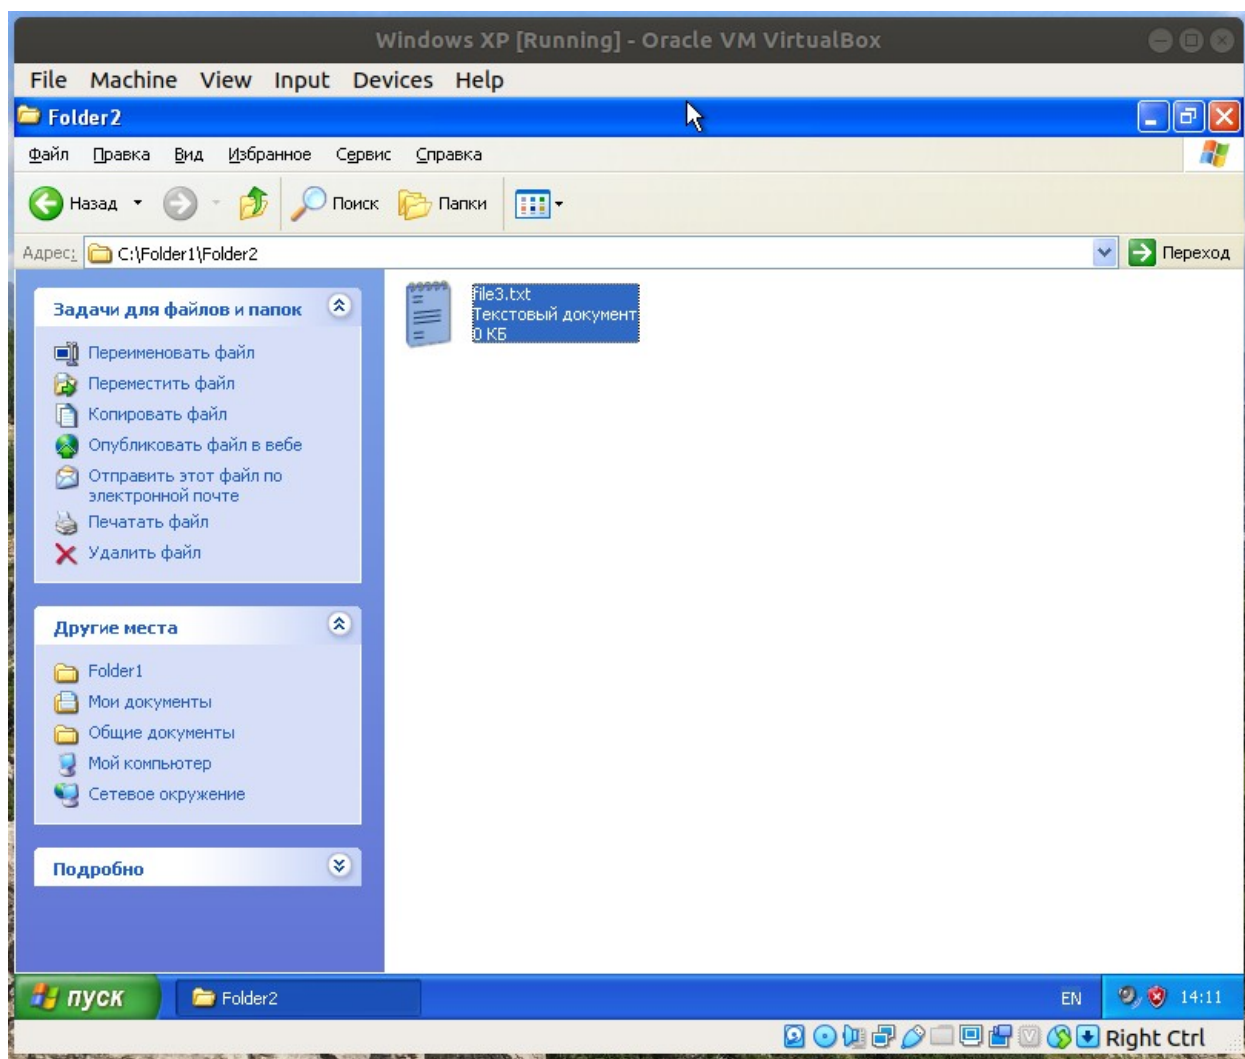 Windows XP [Running] - Oracle VM VirtualBox
File Machine View Input Devices Help
Folder2
Файл Правка Вид Избранное Сервис Справка
Назад Поиск Папки
Адрес: C:\Folder1\Folder2 Переход
Задачи для файлов и папок
Переименовать файл
Переместить файл
Копировать файл
Опубликовать файл в вебе
Отправить этот файл по
электронной почте
Печатать файл
Удалить файл
Другие места
Folder1
Мои документы
Общие документы
Мой компьютер
Сетевое окружение
Подробно
file3.txt
Текстовый документ
0 КБ
пуск Folder2 EN 14:11
Right Ctrl